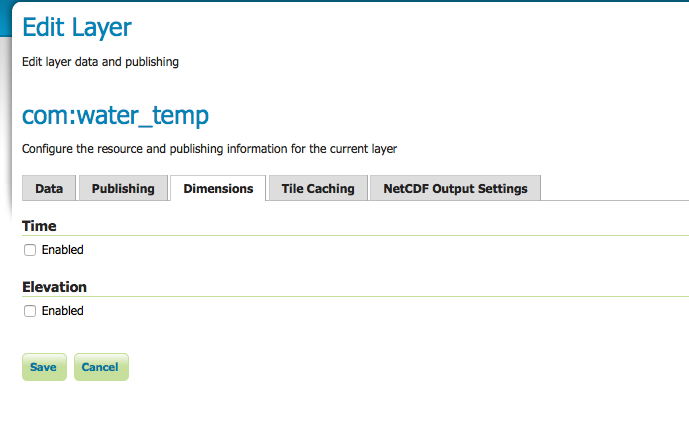 Edit Layer
Edit layer data and publishing
com:water_temp
Configure the resource and publishing information for the current layer
Data Publishing Dimensions Tile Caching NetCDF Output Settings
Time
Enabled
Elevation
Enabled
Save Cancel